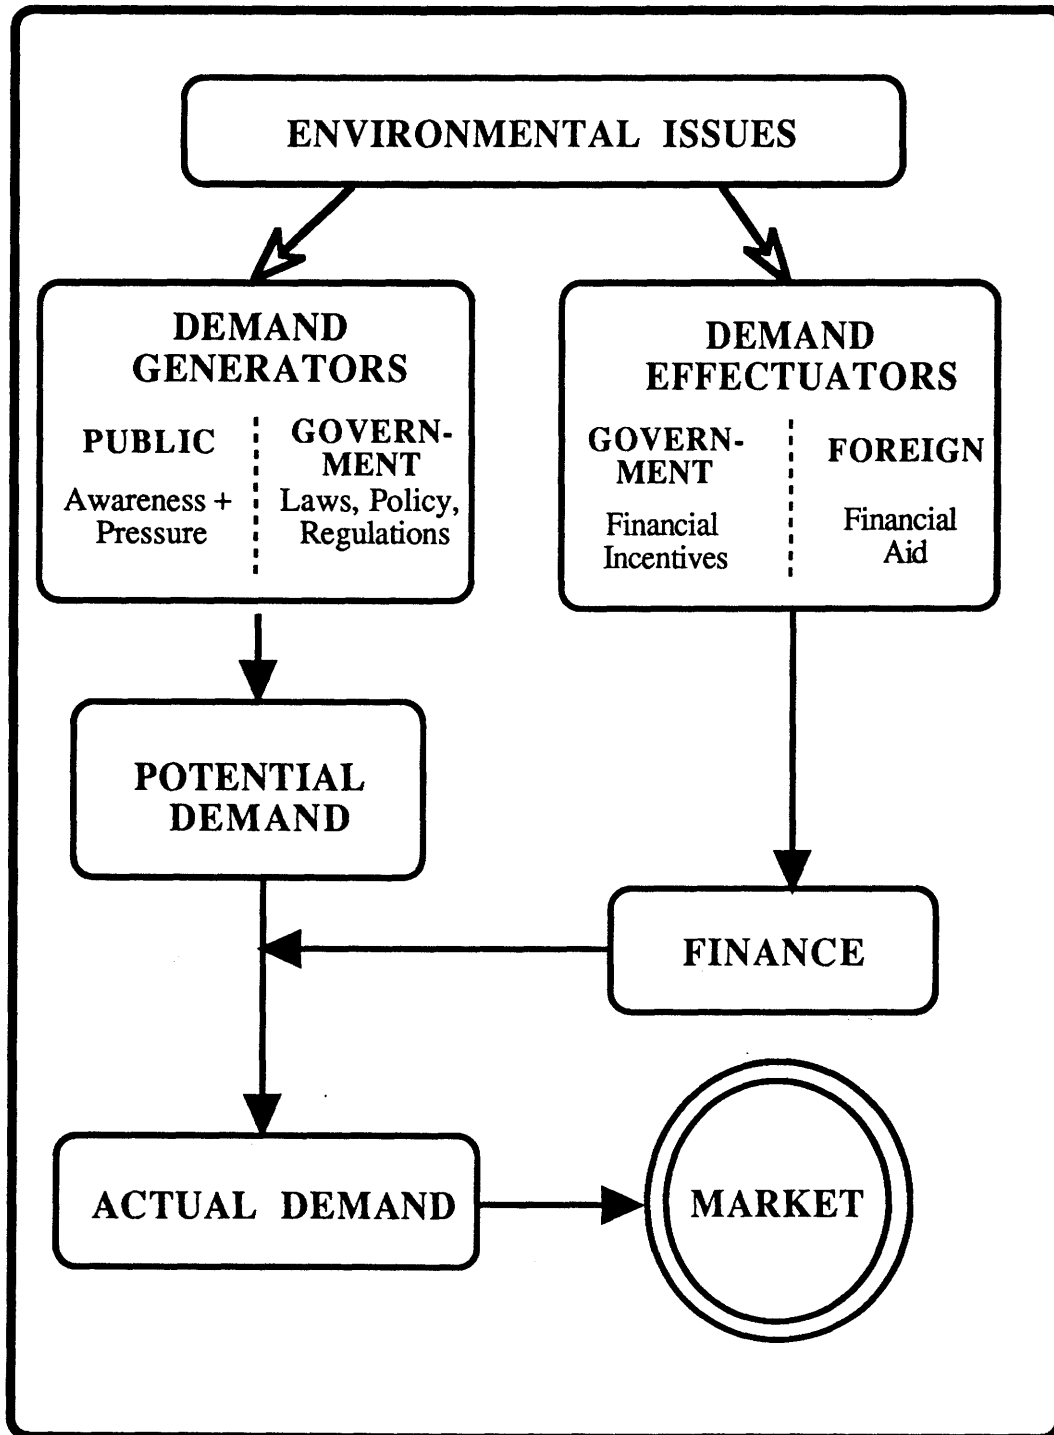 ENVIRONMENTAL ISSUES
DEMAND
GENERATORS
PUBLIC
Awareness +
Pressure
GOVERN-
MENT
Laws, Policy,
Regulations
DEMAND
EFFECTUATORS
GOVERN-
MENT
Financial
Incentives
FOREIGN
Financial
Aid
POTENTIAL
DEMAND
FINANCE
ACTUAL DEMAND
MARKET